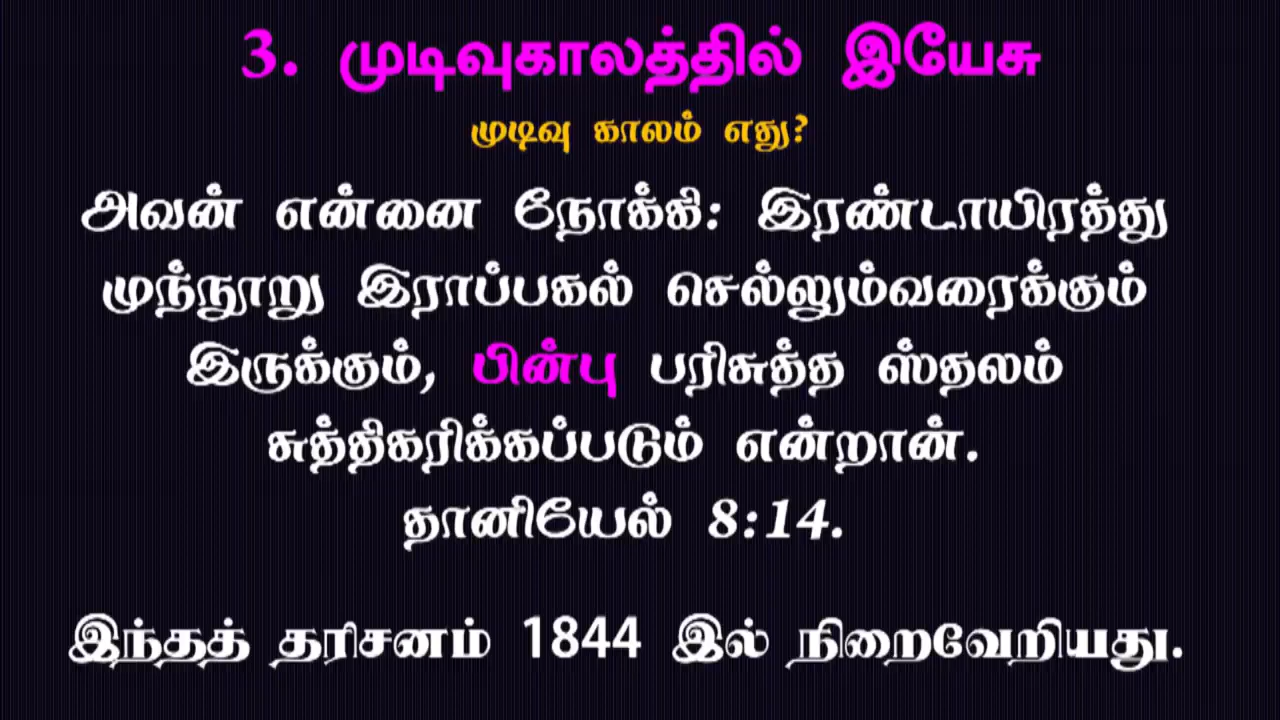 3. முடிவுகாலத்தில் இயேசு
முடிவு காலம் எது?
அவன் என்னை நோக்கி: இரண்டாயிரத்து
முந்நூறு இராப்பகல் செல்லும்வரைக்கும்
இருக்கும், பின்பு பரிசுத்த ஸ்தலம்
சுத்திகரிக்கப்படும் என்றான்.
தானியேல் 8:14.
இந்தத் தரிசனம் 1844 இல் நிறைவேறியது.